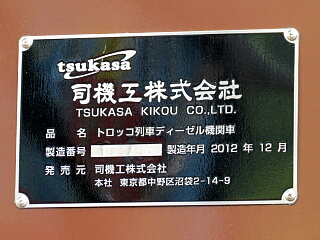 tsukasa
司機工株式会社
TSUKASA KIKOU CO.,LTD.
品 名 トロッコ列車ディーゼル機関車
製造番号 製造年月 2012 年 12 月
発 売 元 司機工株式会社
本社 東京都中野区沼袋2-14-9